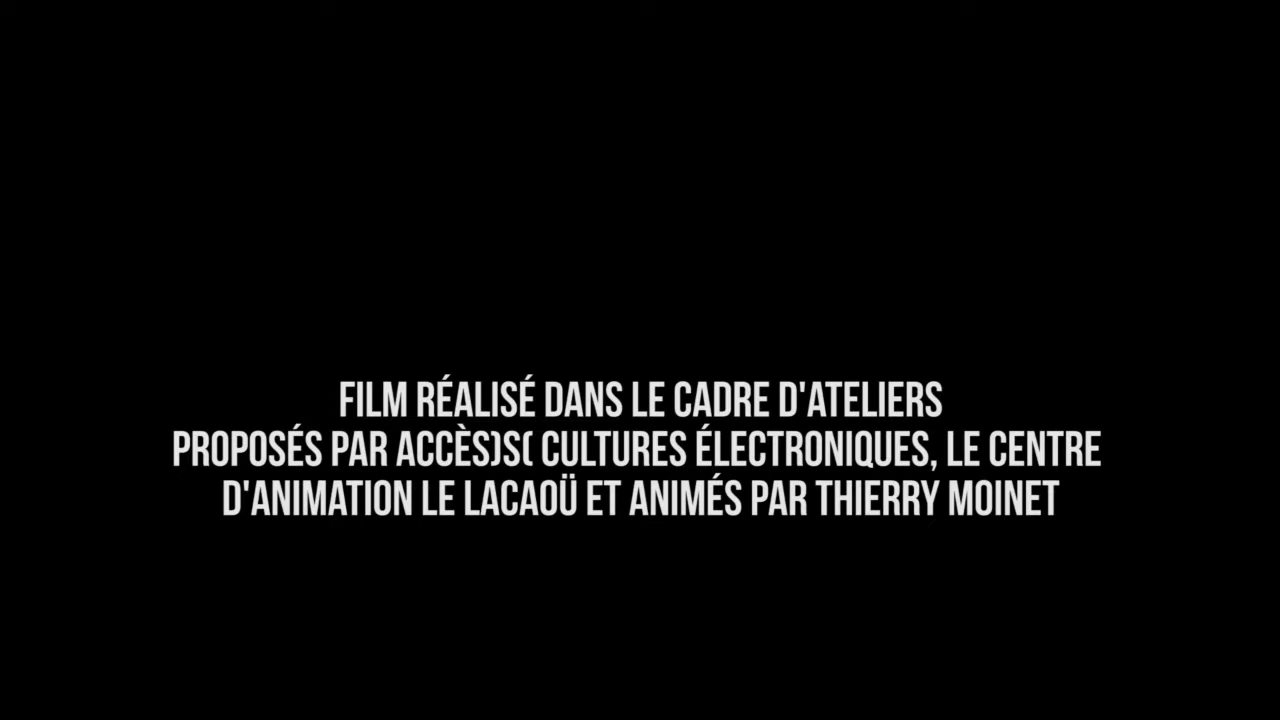 FILM RÉALISÉ DANS LE CADRE D'ATELIERS
PROPOSÉS PAR ACCÈS)S( CULTURES ÉLECTRONIQUES, LE CENTRE
D'ANIMATION LE LACAOÜ ET ANIMÉS PAR THIERRY MOINET